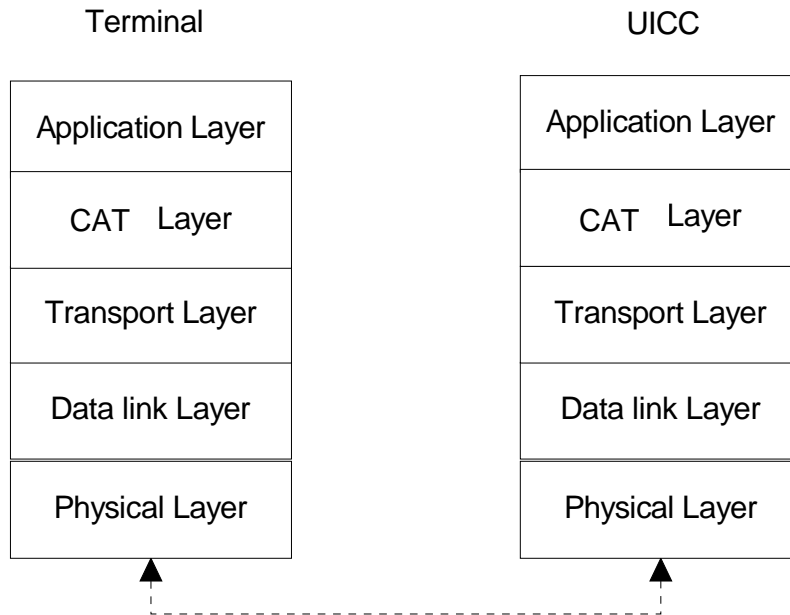 Terminal
UICC
Application Layer
Application Layer
CAT Layer
CAT Layer
Transport Layer
Transport Layer
Data link Layer
Data link Layer
Physical Layer
Physical Layer